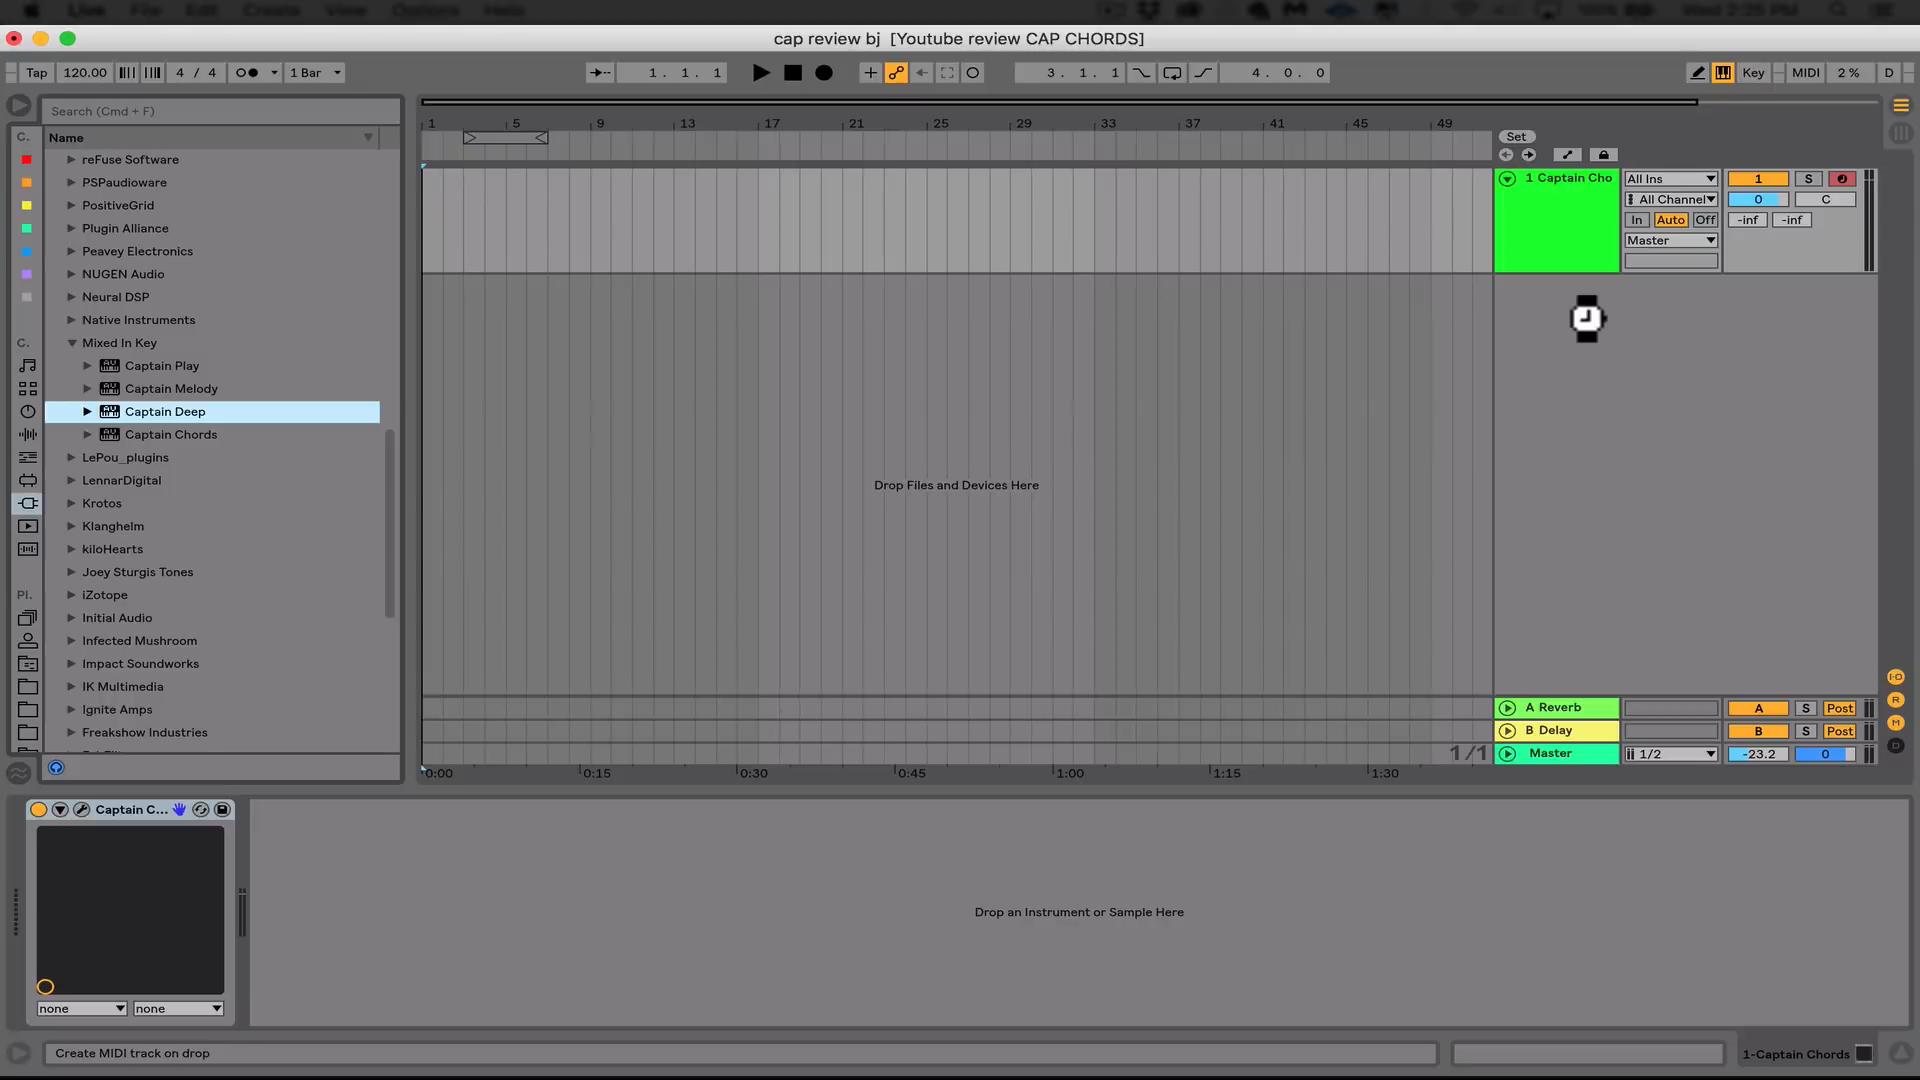 Live File Edit Create View Options Help
cap review bj [Youtube review CAP CHORDS]
Tap 120.00 4 / 4 1 Bar 1. 1. 1 3. 1. 1 4. 0. 0 Key MIDI 2 % D
Search (Cmd + F)
C. Name
reFuse Software
PSPaudioware
PositiveGrid
Plugin Alliance
Peavey Electronics
NUGEN Audio
Neural DSP
Native Instruments
C. Mixed In Key
Captain Play
Captain Melody
Captain Deep
Captain Chords
LePou_plugins
LennarDigital
Krotos
Klanghelm
kiloHearts
Joey Sturgis Tones
PI. iZotope
Initial Audio
Infected Mushroom
Impact Soundworks
IK Multimedia
Ignite Amps
Freakshow Industries
1 5 9 13 17 21 25 29 33 37 41 45 49
Set
1 Captain Cho All Ins 1 S
All Channel 0 C
In Auto Off -inf -inf
Master
Drop Files and Devices Here
A Reverb A S Post
B Delay B S Post
1/1 Master 1/2 -23.2 0
0:00 0:15 0:30 0:45 1:00 1:15 1:30
I-O
R
M
D
Captain C...
none none
Drop an Instrument or Sample Here
Create MIDI track on drop
1-Captain Chords